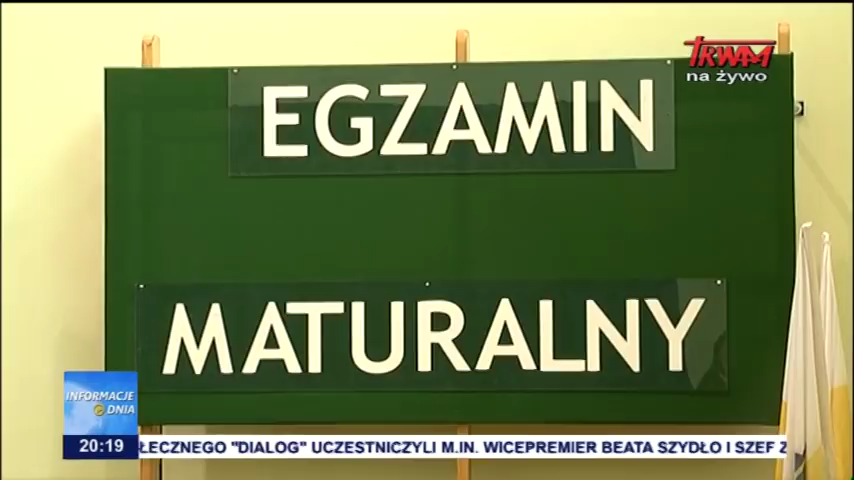 TRWAM
na żywo
EGZAMIN
MATURALNY
INFORMACJE
DNIA
20:19
ŁECZNEGO "DIALOG" UCZESTNICZYLI M.IN. WICEPREMIER BEATA SZYDŁO I SZEF